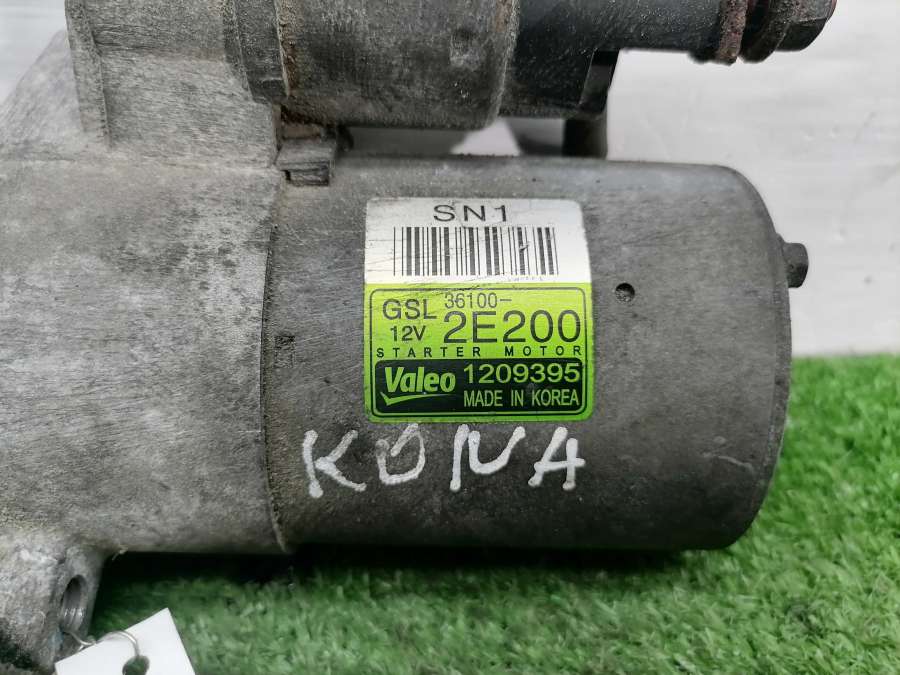 SN1
GSL 36100-
12V 2E200
STARTER MOTOR
Valeo 1209395
MADE IN KOREA
KONA